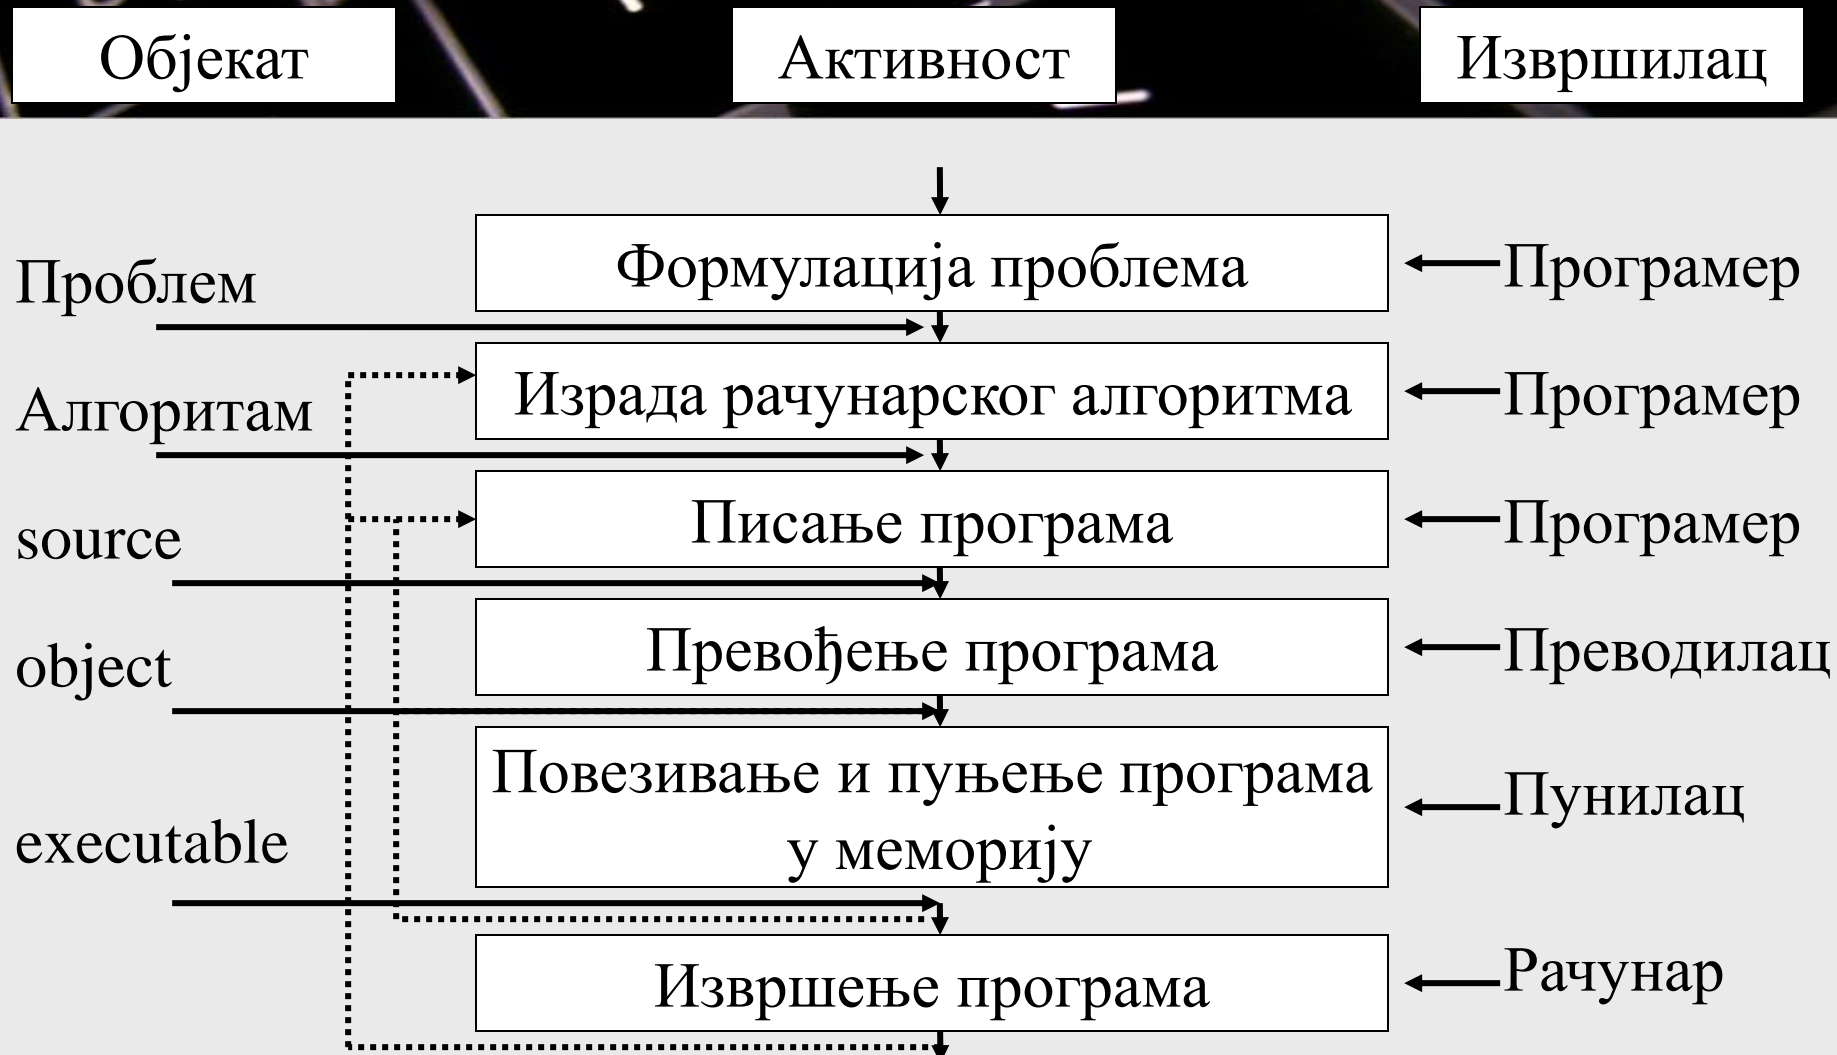 Објекат
Активност
Извршилац
Проблем
Формулација проблема
Програмер
Алгоритам
Израда рачунарског алгоритма
Програмер
source
Писање програма
Програмер
object
Превођење програма
Преводилац
executable
Повезивање и пуњење програма
у меморију
Пунилац
Извршење програма
Рачунар